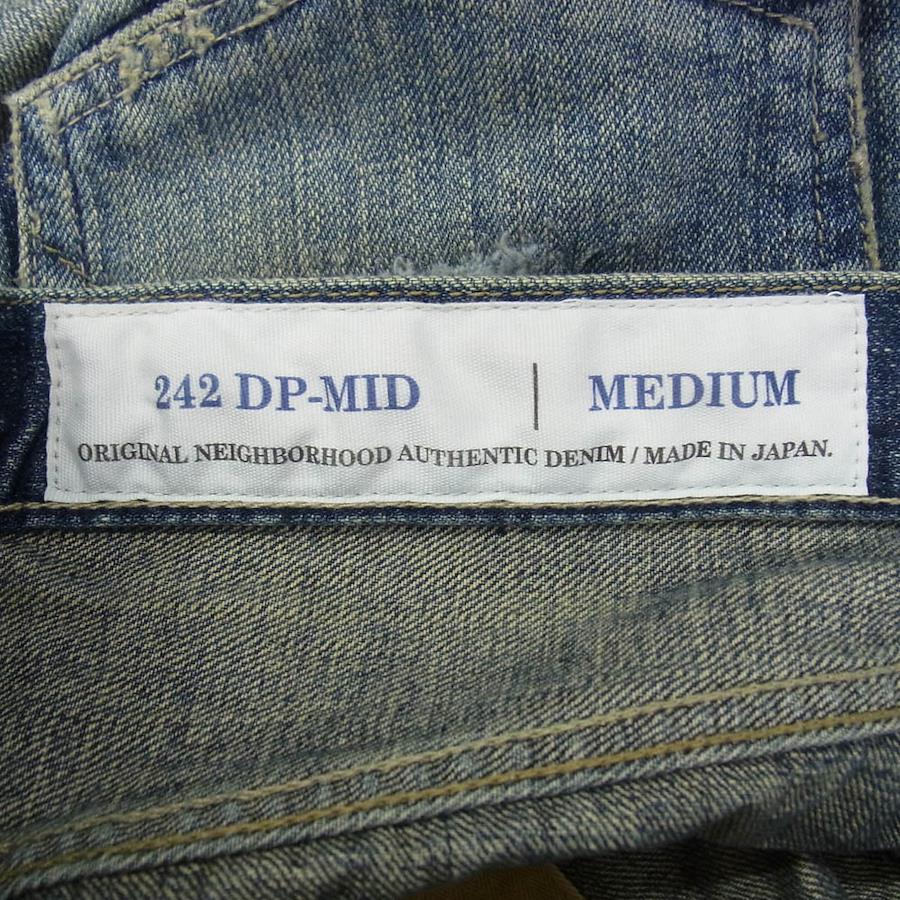 242 DP-MID | MEDIUM
ORIGINAL NEIGHBORHOOD AUTHENTIC DENIM / MADE IN JAPAN.